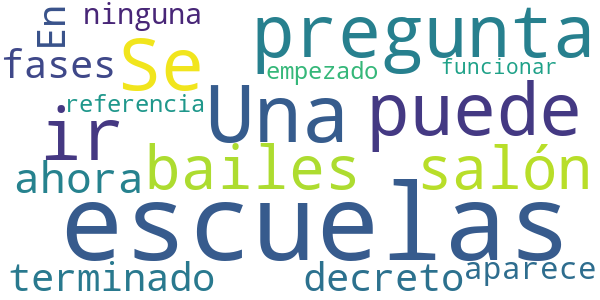 En ninguna pregunta
fases Se empezado funcionar
referencia ir Una puede
ahora bailes salón
escuelas
terminado decreto aparece